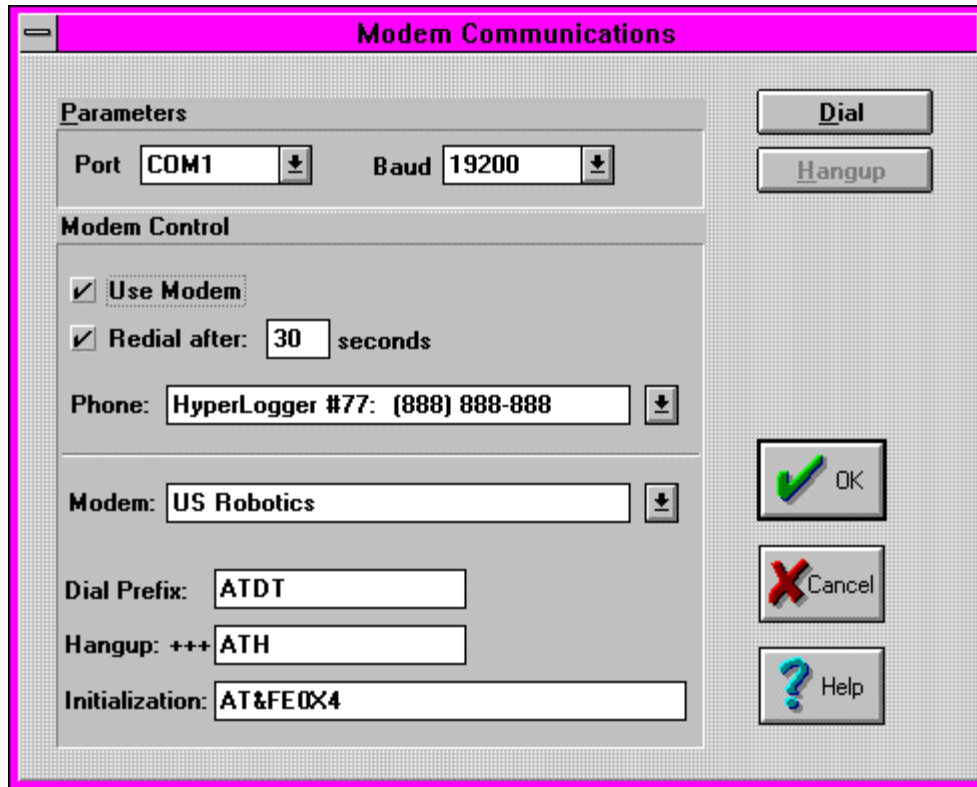 Modem Communications
Parameters
Port COM1 Baud 19200
Dial
Hangup
Modem Control
Use Modem
Redial after: 30 seconds
Phone: HyperLogger #77: (888) 888-888
Modem: US Robotics
Dial Prefix: ATDT
Hangup: +++ ATH
Initialization: AT&FE0X4
OK
Cancel
Help